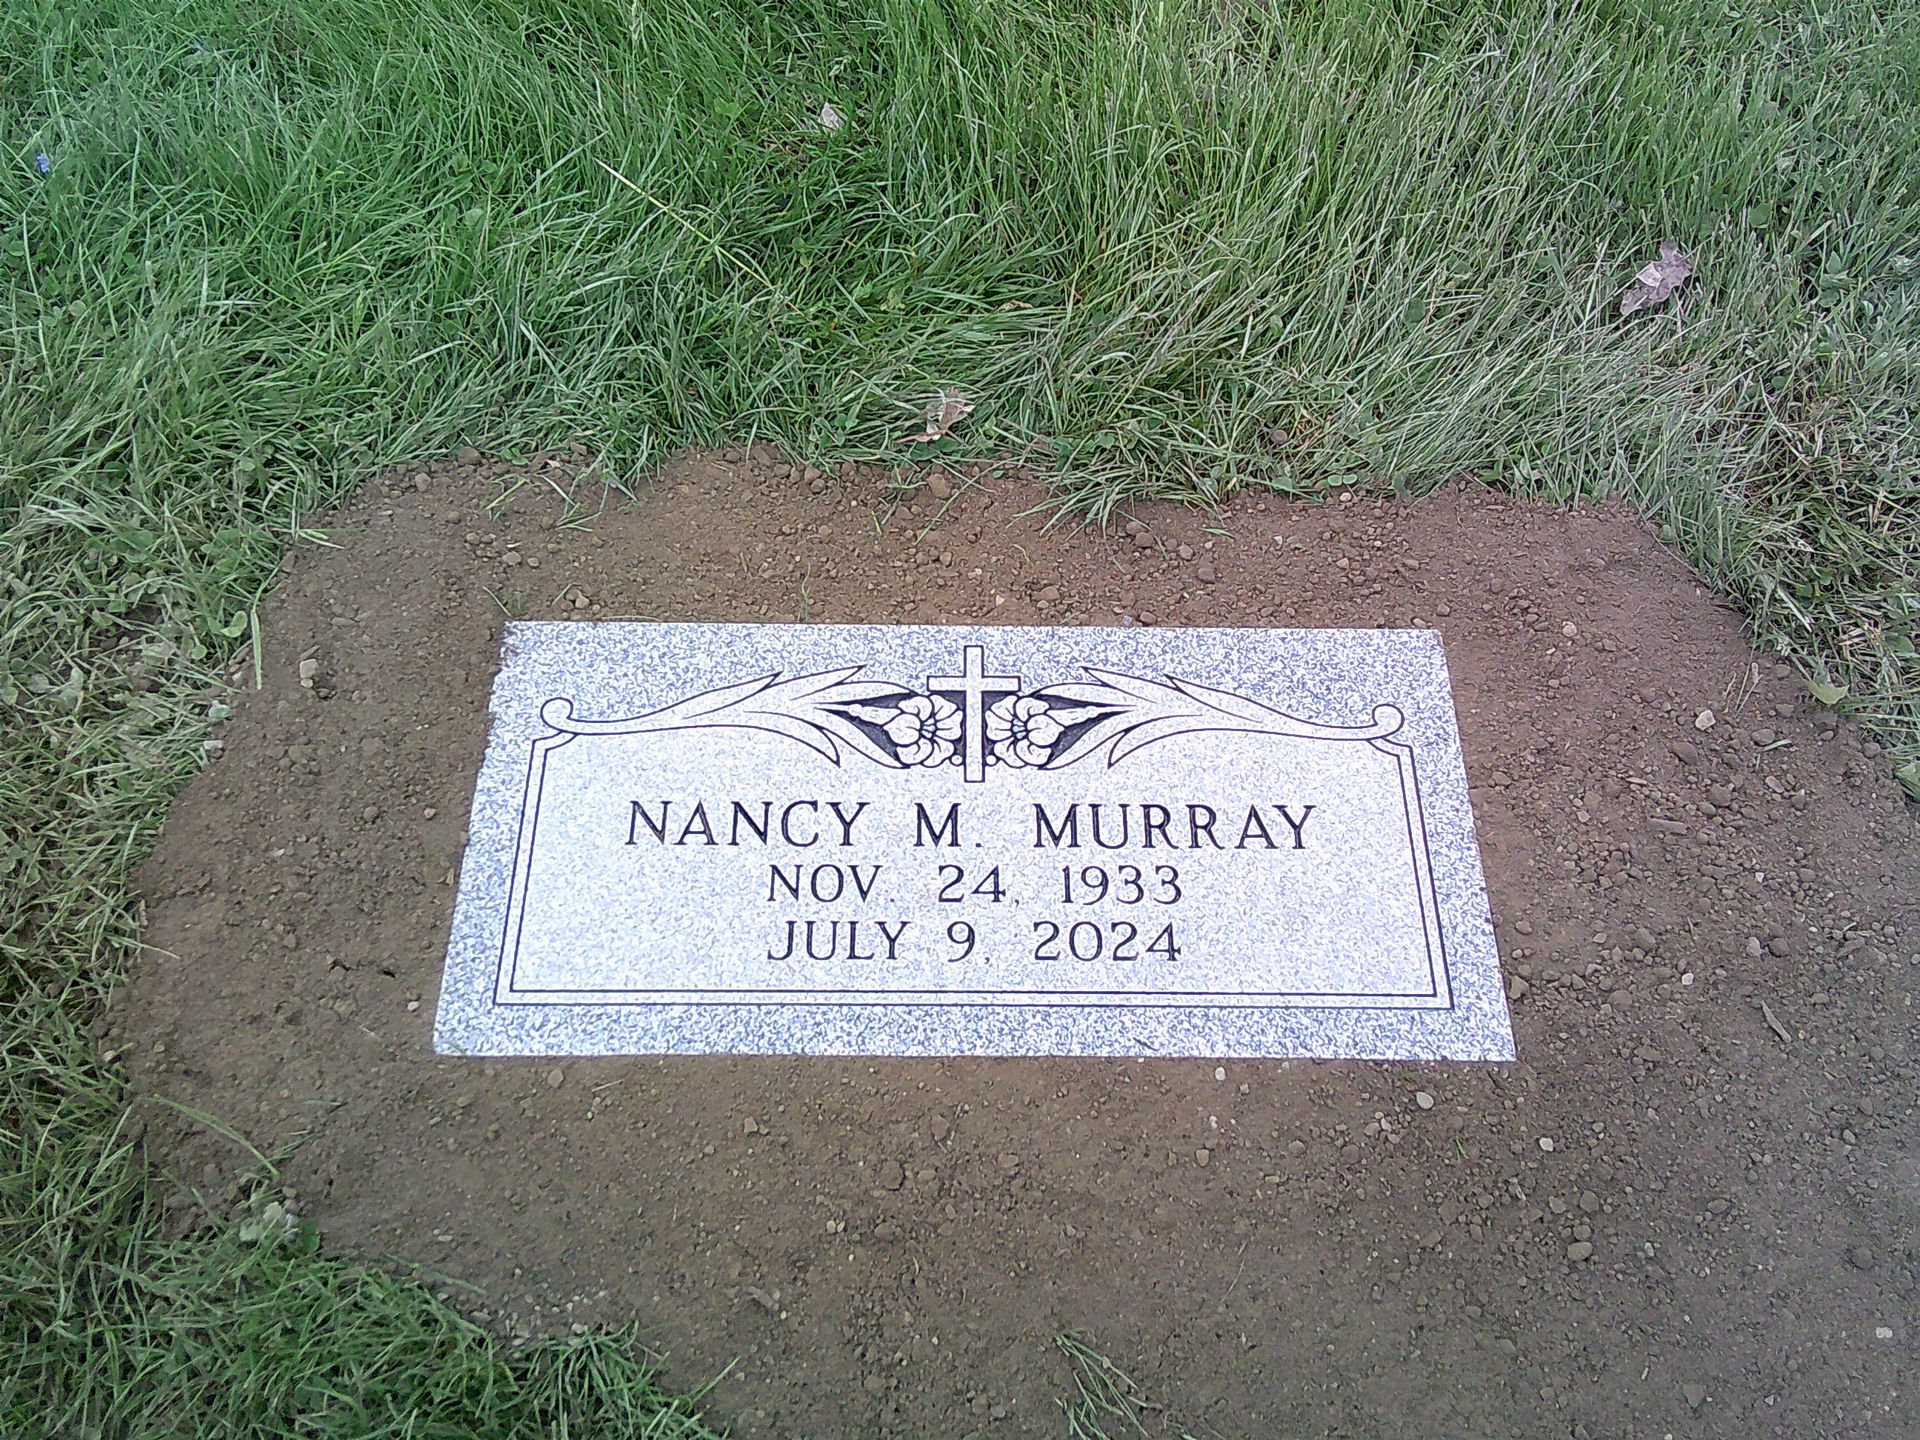 NANCY M. MURRAY
NOV. 24, 1933
JULY 9, 2024